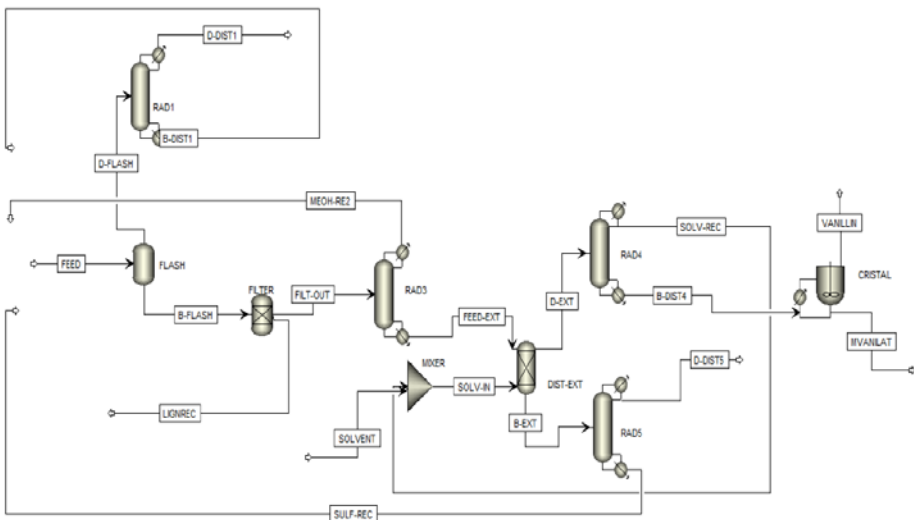 D-DIST1
RAD1
B-DIST1
D-FLASH
MEOH-RE2
SOLV-REC
VANILLIN
RAD4
CRISTAL
FEED
FLASH
FILTER
FILT-OUT
RAD3
D-EXT
B-DIST4
B-FLASH
FEED-EXT
MVANILAT
MIXER
SOLV-IN
DIST-EXT
D-DIST5
LIGNREC
SOLVENT
B-EXT
RAD5
SULF-REC